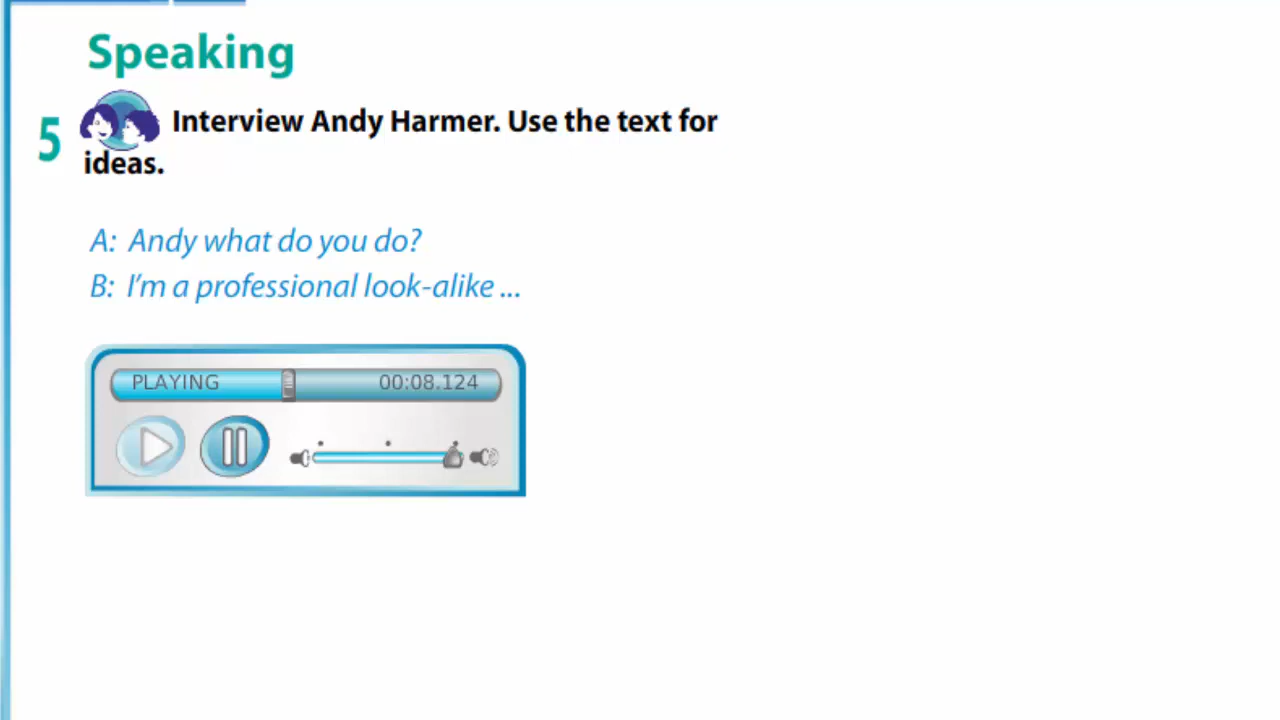 Speaking
5 Interview Andy Harmer. Use the text for
ideas.
A: Andy what do you do?
B: I'm a professional look-alike ...
PLAYING 00:08.124